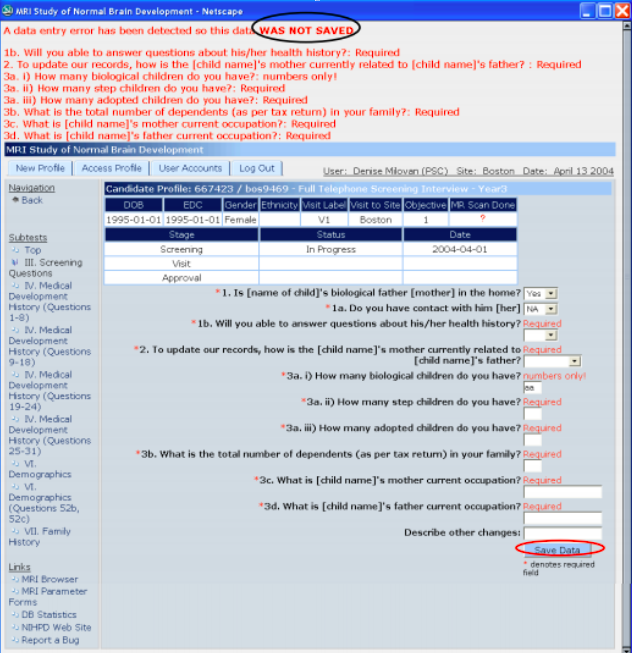 MRI Study of Normal Brain Development - Netscape
A data entry error has been detected so this data WAS NOT SAVED
1b. Will you able to answer questions about his/her health history?: Required
2. To update our records, how is the [child name]'s mother currently related to [child name]'s father? : Required
3a. i) How many biological children do you have?: numbers only!
3a. ii) How many step children do you have?: Required
3a. iii) How many adopted children do you have?: Required
3b. What is the total number of dependents (as per tax return) in your family?: Required
3c. What is [child name]'s mother current occupation?: Required
3d. What is [child name]'s father current occupation?: Required
MRI Study of Normal Brain Development
New Profile Access Profile User Accounts Log Out User: Denise Milovan (PSC) Site: Boston Date: April 13 2004
Navigation
Back
Subtests
Top
III. Screening
Questions
IV. Medical
Development
History (Questions
1-8)
IV. Medical
Development
History (Questions
9-18)
IV. Medical
Development
History (Questions
19-24)
IV. Medical
Development
History (Questions
25-31)
VI.
Demographics
VI.
Demographics
(Questions 52b,
52c)
VII. Family
History
Links
MRI Browser
MRI Parameter
Forms
DB Statistics
NIHPD Web Site
Report a Bug
Candidate Profile: 667423 / bos9469 - Full Telephone Screening Interview - Year3
DOB EDC Gender Ethnicity Visit Label Visit to Site Objective MR Scan Done
1995-01-01 1995-01-01 Female V1 Boston 1 ?
Stage Status Date
Screening In Progress 2004-04-01
Visit
Approval
*1. Is [name of child]'s biological father [mother] in the home? Yes
*1a. Do you have contact with him [her] NA
*1b. Will you able to answer questions about his/her health history? Required
*2. To update our records, how is the [child name]'s mother currently related to Required
[child name]'s father?
*3a. i) How many biological children do you have? numbers only!
aa
*3a. ii) How many step children do you have? Required
*3a. iii) How many adopted children do you have? Required
*3b. What is the total number of dependents (as per tax return) in your family? Required
*3c. What is [child name]'s mother current occupation? Required
*3d. What is [child name]'s father current occupation? Required
Describe other changes:
Save Data
* denotes required
field